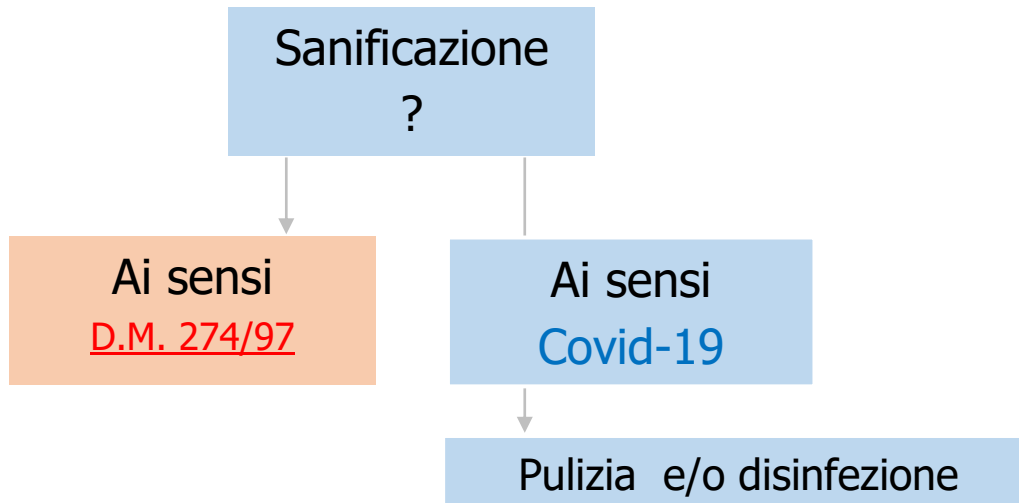 Sanificazione
?
Ai sensi
D.M. 274/97
Ai sensi
Covid-19
Pulizia e/o disinfezione